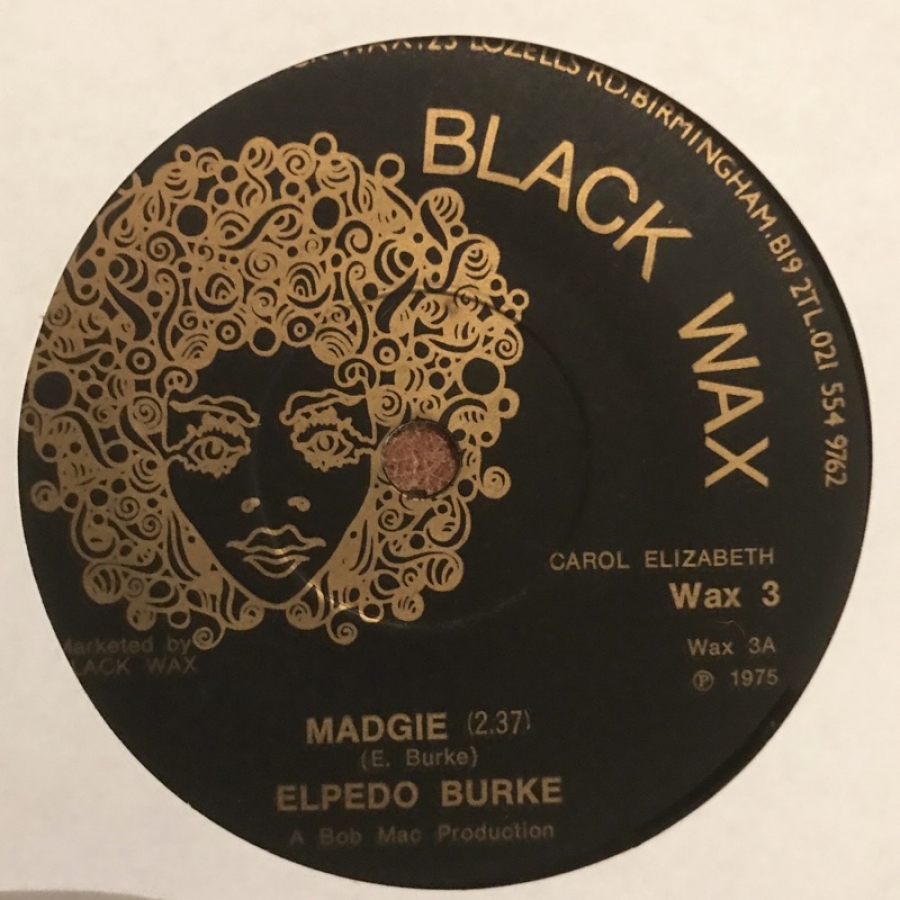 WAX.23 LOZELLS RD.BIRMINGHAM.B19 2TL.021 554 9762
BLACK WAX
CAROL ELIZABETH
Wax 3
Wax 3A
℗ 1975
Marketed by
BLACK WAX
MADGIE (2.37)
(E. Burke)
ELPEDO BURKE
A Bob Mac Production